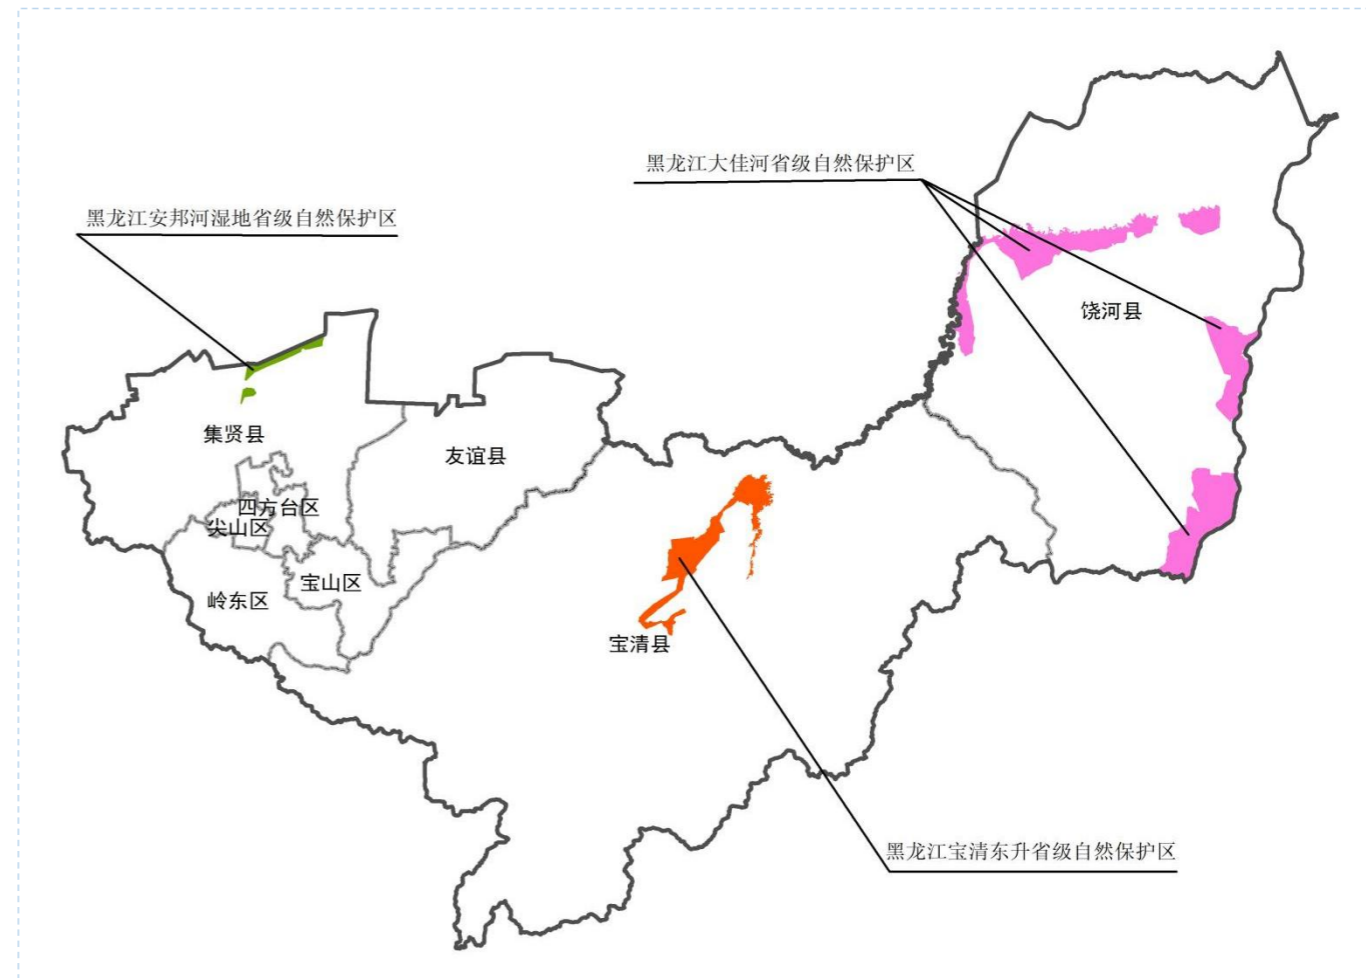 黑龙江大佳河省级自然保护区
黑龙江安邦河湿地省级自然保护区
饶河县
集贤县
友谊县
四方台区
尖山区
宝山区
岭东区
宝清县
黑龙江宝清东升省级自然保护区